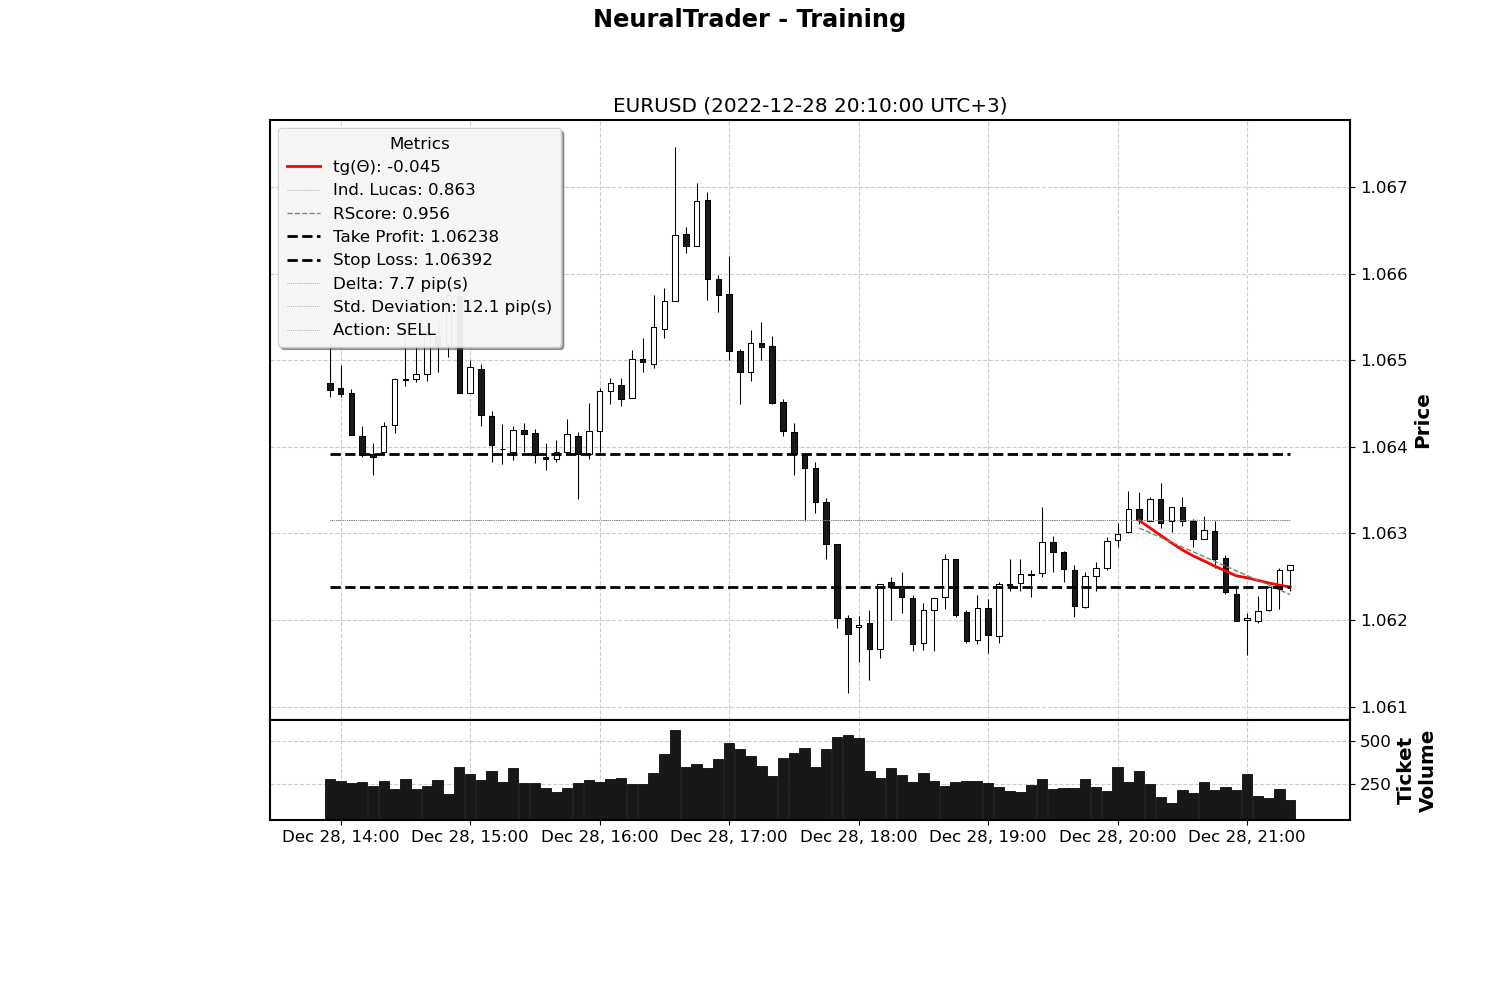 NeuralTrader - Training
EURUSD (2022-12-28 20:10:00 UTC+3)
Metrics
tg(Θ): -0.045
Ind. Lucas: 0.863
RScore: 0.956
Take Profit: 1.06238
Stop Loss: 1.06392
Delta: 7.7 pip(s)
Std. Deviation: 12.1 pip(s)
Action: SELL
1.067
1.066
1.065
1.064
1.063
1.062
1.061
Price
500
250
Ticket
Volume
Dec 28, 14:00
Dec 28, 15:00
Dec 28, 16:00
Dec 28, 17:00
Dec 28, 18:00
Dec 28, 19:00
Dec 28, 20:00
Dec 28, 21:00